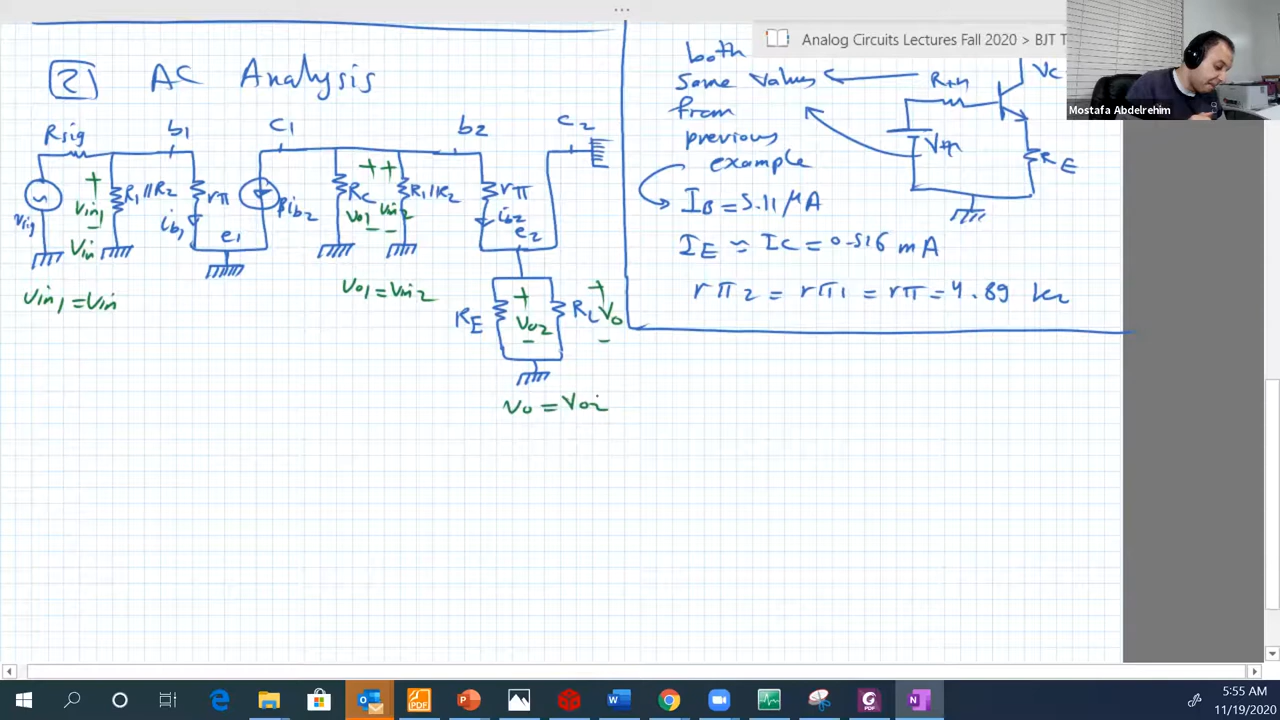 Analog Circuits Lectures Fall 2020 > BJT T
Mostafa Abdelrehim
2 AC Analysis
Rsig b1 c1 b2 c2
R1//R2 rπ βib2 RC R1//R2 rπ
vsig
+ vin1 -
Vin
ib1
e1
++
vo1 vin2
--
ib2
e2
vin1 = vin
vo1 = vin2
RE
+ vo2 -
RL
+ vo -
vo = vo2
both
same values
from
previous
example
Rth
Vc
Vth
RE
IB = 5.11 μA
IE ≈ IC = 0.516 mA
rπ2 = rπ1 = rπ = 4.89 kΩ
5:55 AM
11/19/2020